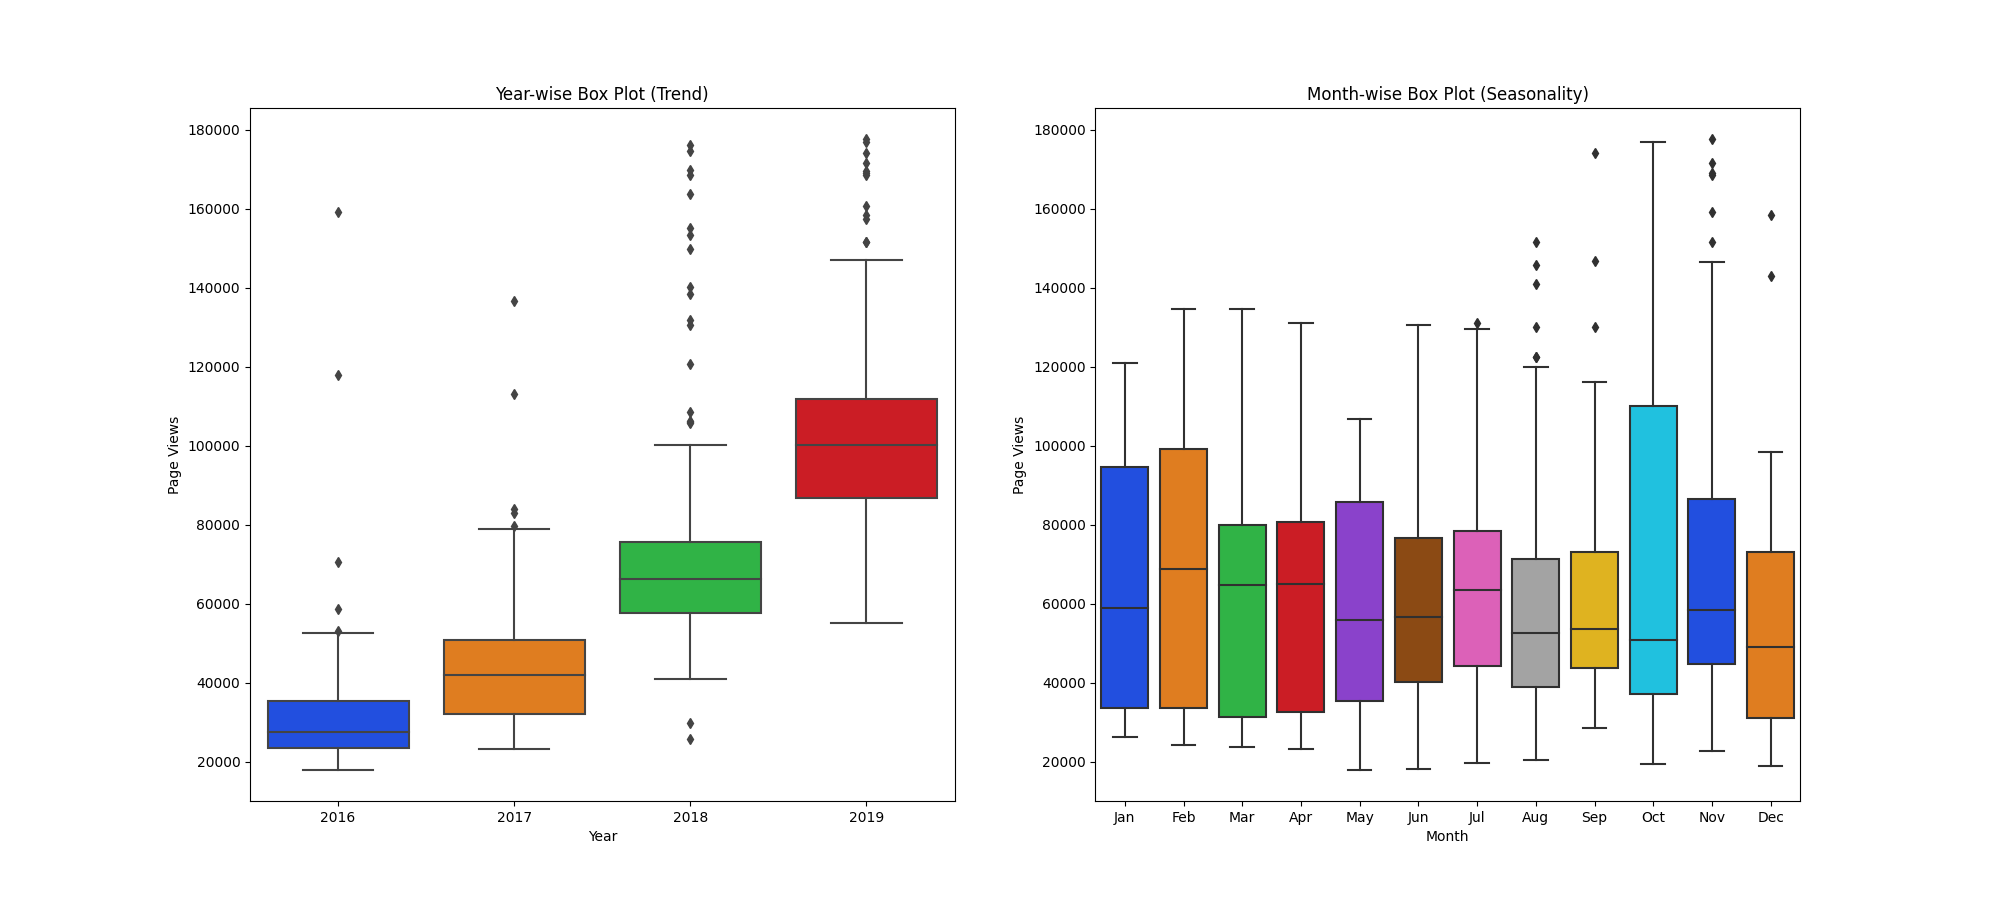 Year-wise Box Plot (Trend)
Page Views
180000
160000
140000
120000
100000
80000
60000
40000
20000
2016 2017 2018 2019
Year
Month-wise Box Plot (Seasonality)
Page Views
180000
160000
140000
120000
100000
80000
60000
40000
20000
Jan Feb Mar Apr May Jun Jul Aug Sep Oct Nov Dec
Month